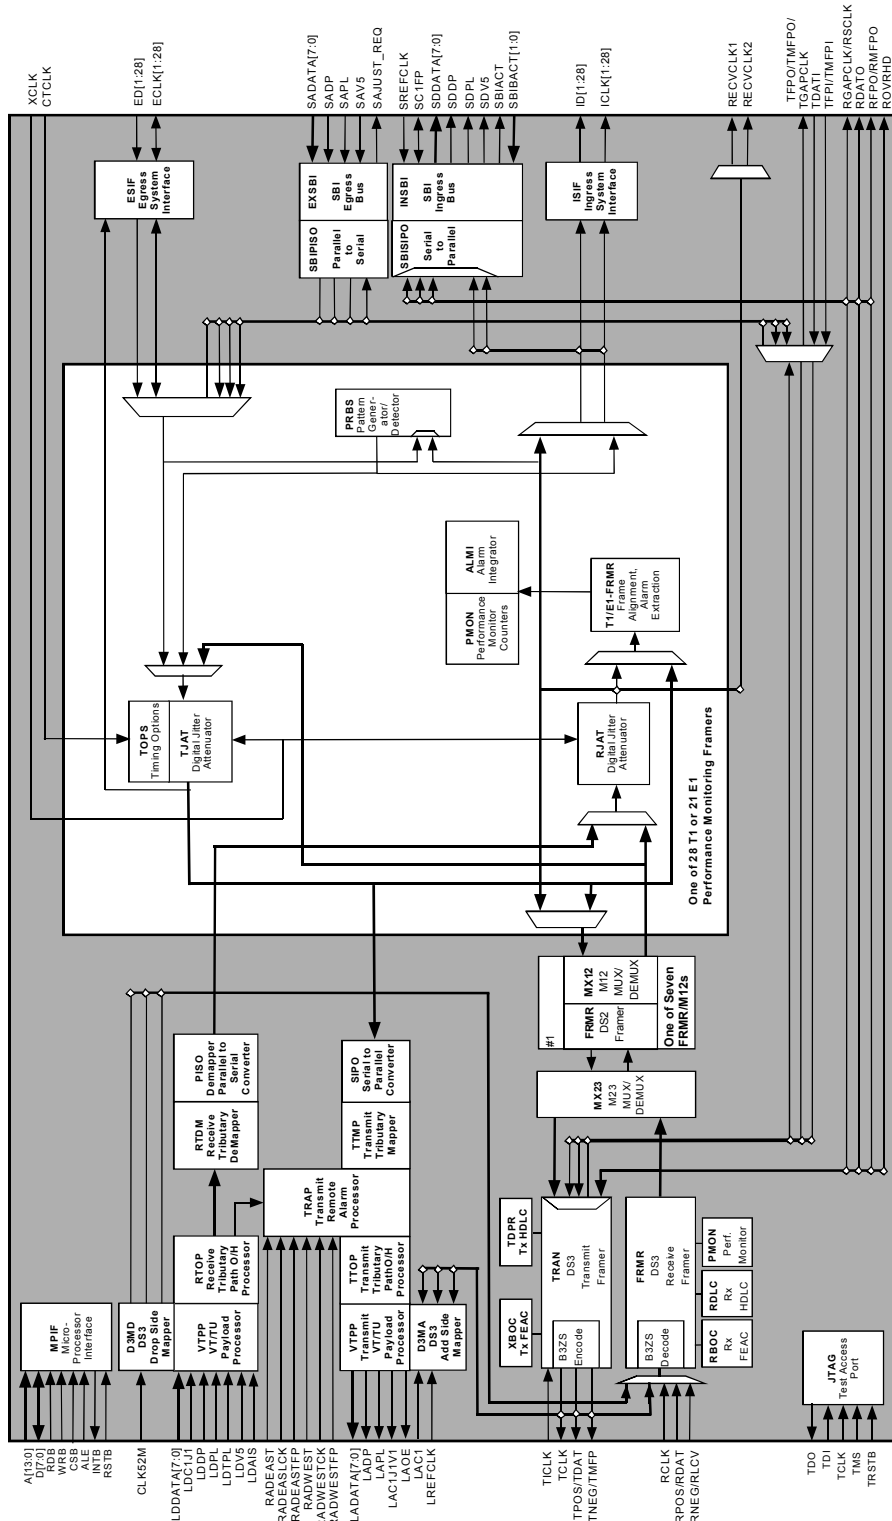 XCLK
CTCLK
ED[1:28]
ECLK[1:28]
SADATA[7:0]
SADP
SAPL
SAV5
SAJUST_REQ
SREFCLK
SC1FP
SDDATA[7:0]
SDDP
SDPL
SDV5
SBIACT
SBIBACT[1:0]
ID[1:28]
ICLK[1:28]
RECVCLK1
RECVCLK2
TFPO/TMFPO/
TGAPCLK
TDATI
TFPI/TMFPI
RGAPCLK/RSCLK
RDATO
RFPO/RMFPO
ROVRHD
ESIF
Egress
System
Interface
EXSBI
SBI
Egress
Bus
SBIPISO
Parallel
to
Serial
INSBI
SBI
Ingress
Bus
SBISIPO
Serial
to
Parallel
ISIF
Ingress
System
Interface
PRBS
Pattern
Gener-
ator/
Detector
ALMI
Alarm
Integrator
PMON
Performance
Monitor
Counters
T1/E1-FRMR
Frame
Alignment,
Alarm
Extraction
TOPS
Timing Options
TJAT
Digital Jitter
Attenuator
RJAT
Digital Jitter
Attenuator
One of 28 T1 or 21 E1
Performance Monitoring Framers
PISO
Demapper
Parallel to
Serial
Converter
RTDM
Receive
Tributary
DeMapper
SIPO
Serial to
Parallel
Converter
TTMP
Transmit
Tributary
Mapper
#1
MX12
M12
MUX/
DEMUX
FRMR
DS2
Framer
One of Seven
FRMR/M12s
MX23
M23
MUX/
DEMUX
TRAP
Transmit
Remote
Alarm
Processor
RTOP
Receive
Tributary
Path O/H
Processor
VTPP
VT/TU
Payload
Processor
TTOP
Transmit
Tributary
PathO/H
Processor
VTPP
Transmit
VT/TU
Payload
Processor
MPIF
Micro-
Processor
Interface
D3MD
DS3
Drop Side
Mapper
D3MA
DS3
Add Side
Mapper
TDPR
Tx HDLC
XBOC
Tx FEAC
TRAN
DS3
Transmit
Framer
B3ZS
Encode
FRMR
DS3
Receive
Framer
B3ZS
Decode
PMON
Perf.
Monitor
RDLC
Rx
HDLC
RBOC
Rx
FEAC
JTAG
Test Access
Port
A[13:0]
D[7:0]
RDB
WRB
CSB
ALE
INTB
RSTB
CLK52M
LDDATA[7:0]
LDC1J1
LDDP
LDPL
LDTPL
LDV5
LDAIS
RADEAST
RADEASTCK
RADEASTFP
RADWEST
RADWESTCK
RADWESTFP
LADATA[7:0]
LADP
LAPL
LAC1J1V1
LAOE
LAC1
LREFCLK
TICLK
TCLK
TPOS/TDAT
TNEG/TMFP
RCLK
RPOS/RDAT
RNEG/RLCV
TDO
TDI
TCLK
TMS
TRSTB